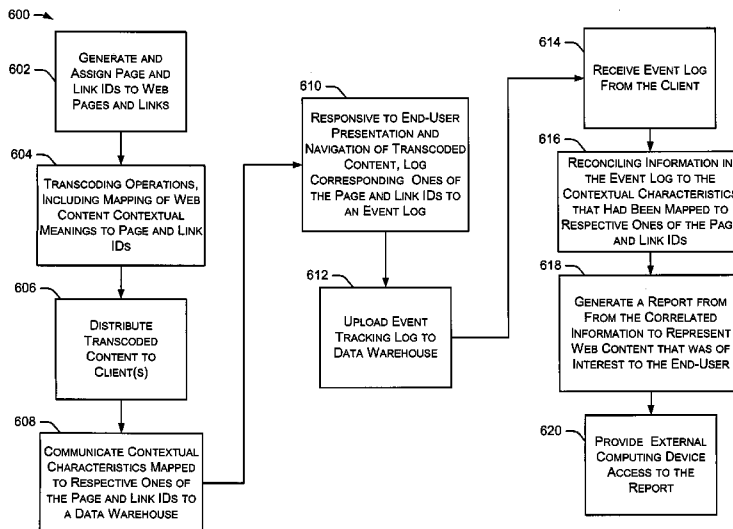 600
602
GENERATE AND
ASSIGN PAGE AND
LINK IDS TO WEB
PAGES AND LINKS
604
TRANSCODING OPERATIONS,
INCLUDING MAPPING OF WEB
CONTENT CONTEXTUAL
MEANINGS TO PAGE AND LINK
IDS
606
DISTRIBUTE
TRANSCODED
CONTENT TO
CLIENT(S)
608
COMMUNICATE CONTEXTUAL
CHARACTERISTICS MAPPED
TO RESPECTIVE ONES OF
THE PAGE AND LINK IDS TO
A DATA WAREHOUSE
610
RESPONSIVE TO END-USER
PRESENTATION AND
NAVIGATION OF TRANSCODED
CONTENT, LOG
CORRESPONDING ONES OF
THE PAGE AND LINK IDS TO
AN EVENT LOG
612
UPLOAD EVENT
TRACKING LOG TO
DATA WAREHOUSE
614
RECEIVE EVENT LOG
FROM THE CLIENT
616
RECONCILING INFORMATION IN
THE EVENT LOG TO THE
CONTEXTUAL CHARACTERISTICS
THAT HAD BEEN MAPPED TO
RESPECTIVE ONES OF THE PAGE
AND LINK IDS
618
GENERATE A REPORT FROM
FROM THE CORRELATED
INFORMATION TO REPRESENT
WEB CONTENT THAT WAS OF
INTEREST TO THE END-USER
620
PROVIDE EXTERNAL
COMPUTING DEVICE
ACCESS TO THE
REPORT